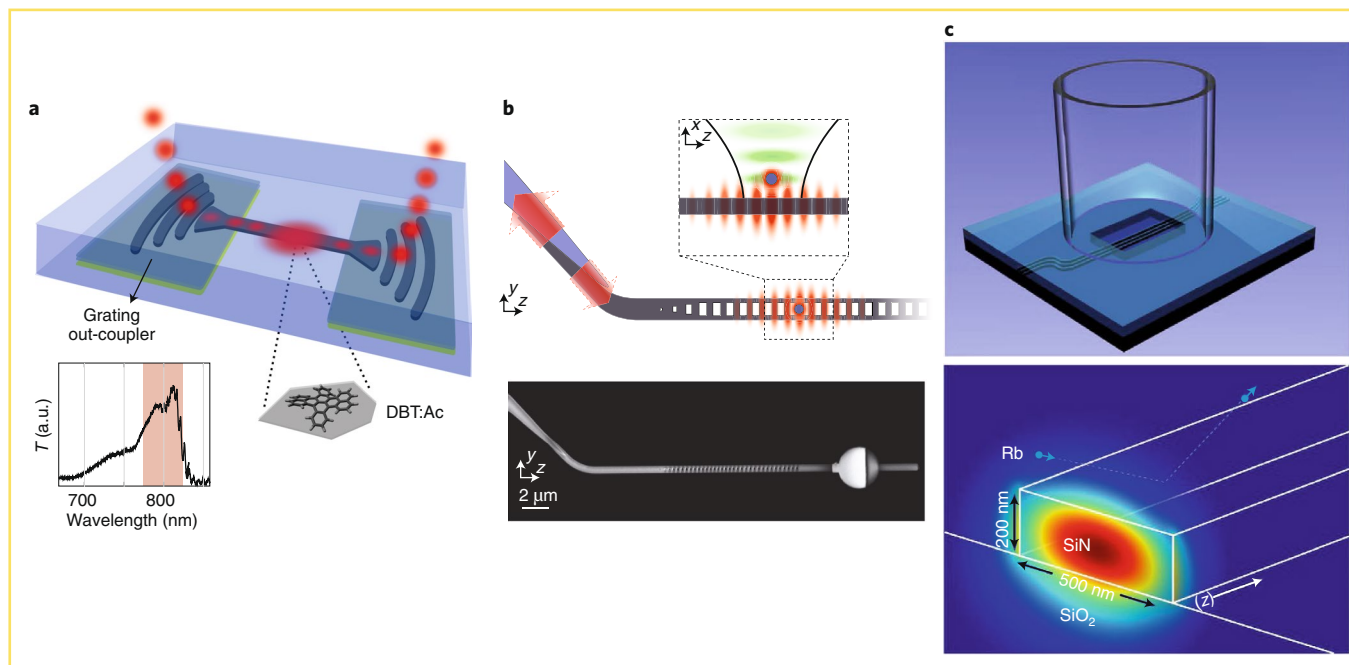 a
Grating
out-coupler
DBT:Ac
T (a.u.)
700
800
Wavelength (nm)
b
x
z
y
z
y
z
2 μm
c
Rb
200 nm
SiN
500 nm
SiO₂
(z)